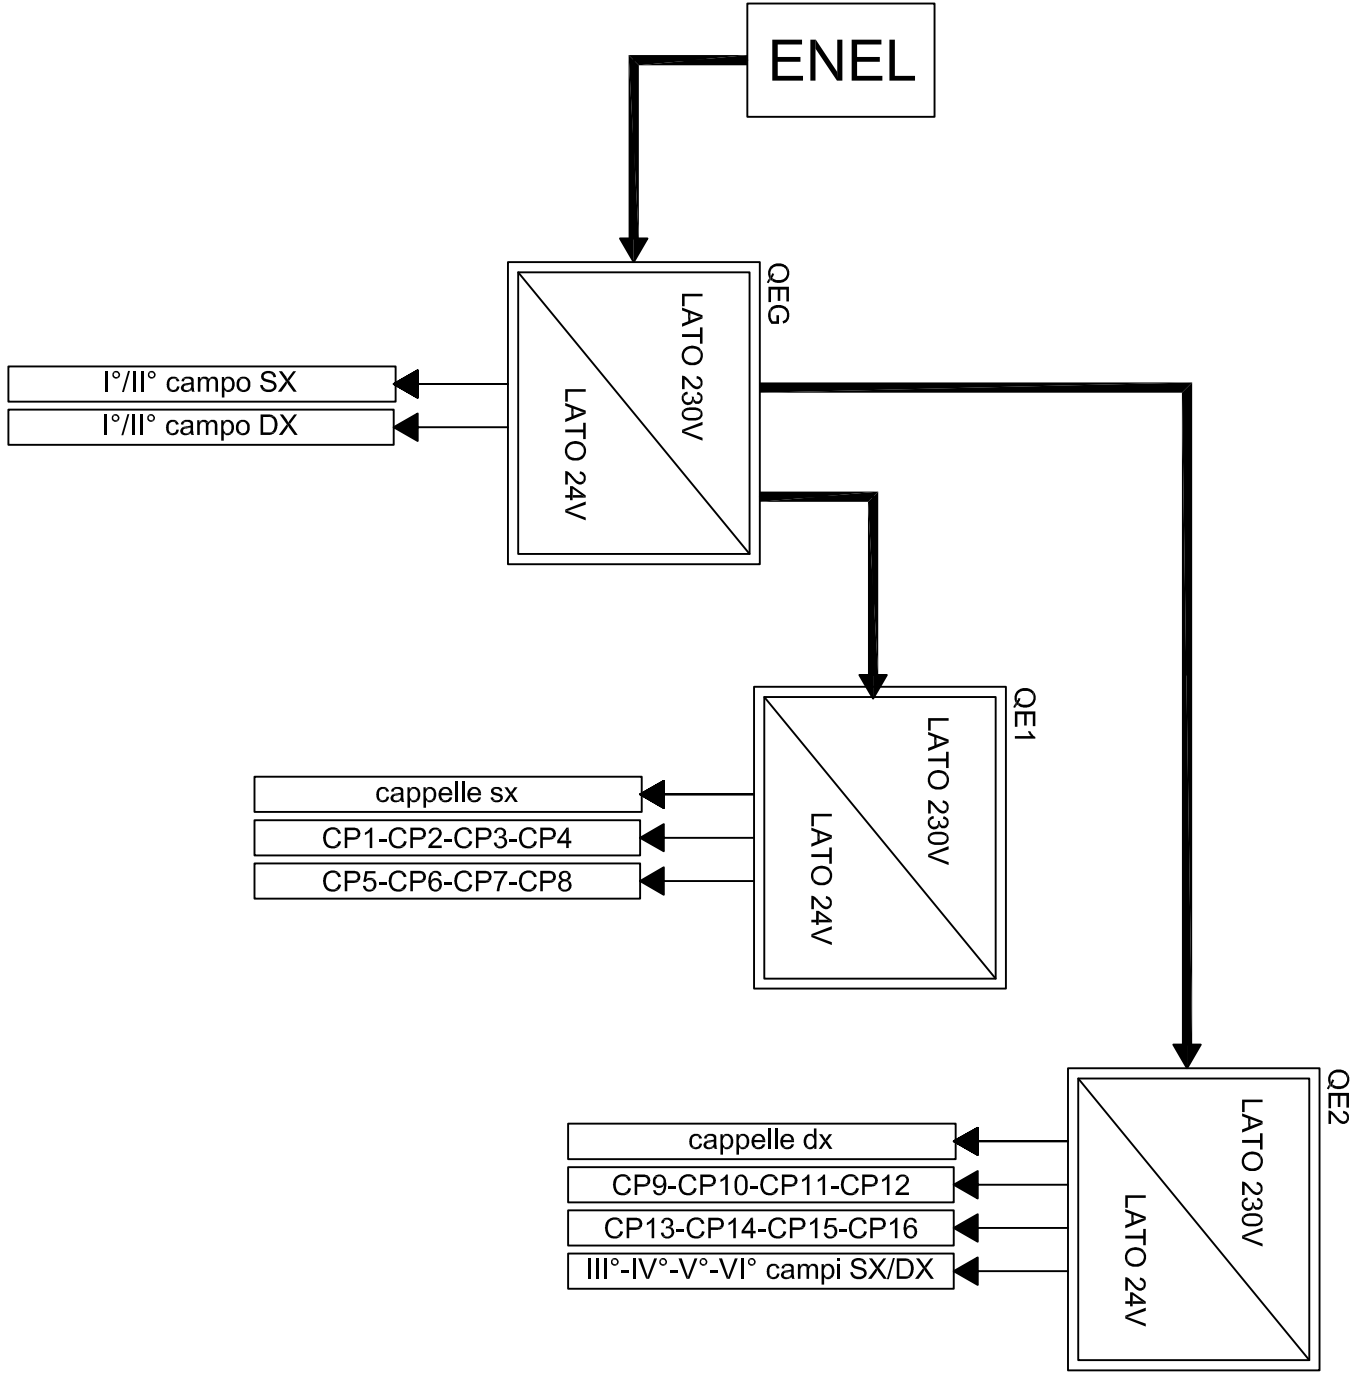 ENEL
QEG
LATO 230V
LATO 24V
I°/II° campo SX
I°/II° campo DX
QE1
LATO 230V
LATO 24V
cappelle sx
CP1-CP2-CP3-CP4
CP5-CP6-CP7-CP8
QE2
LATO 230V
LATO 24V
cappelle dx
CP9-CP10-CP11-CP12
CP13-CP14-CP15-CP16
III°-IV°-V°-VI° campi SX/DX